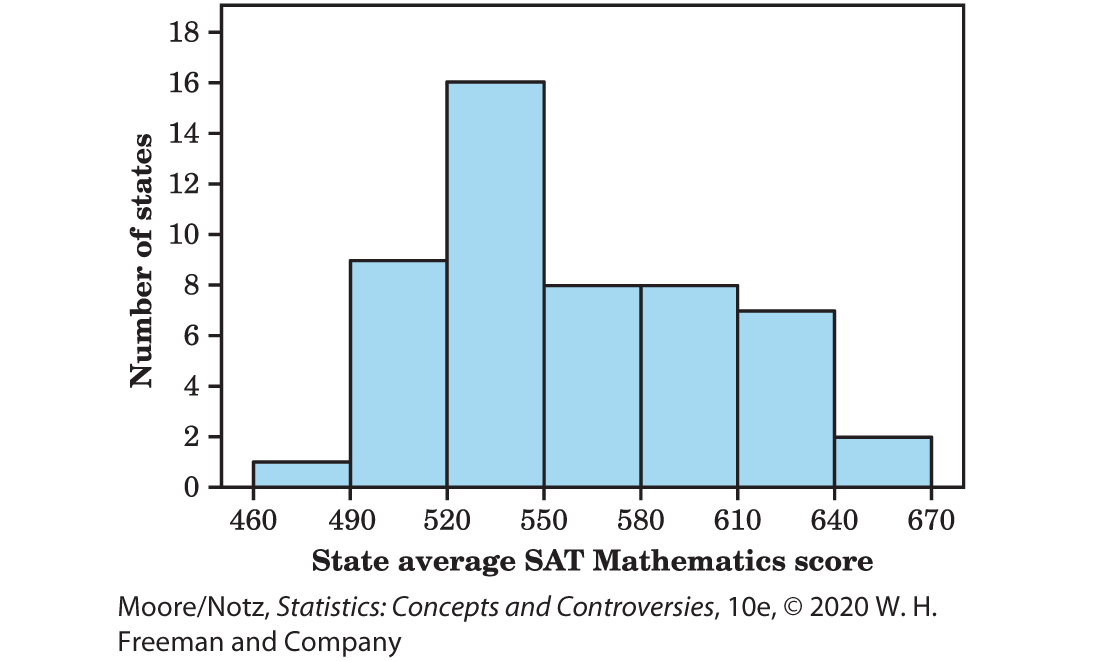 18
16
14
12
10
8
6
4
2
0
Number of states
460 490 520 550 580 610 640 670
State average SAT Mathematics score
Moore/Notz, Statistics: Concepts and Controversies, 10e, © 2020 W. H.
Freeman and Company